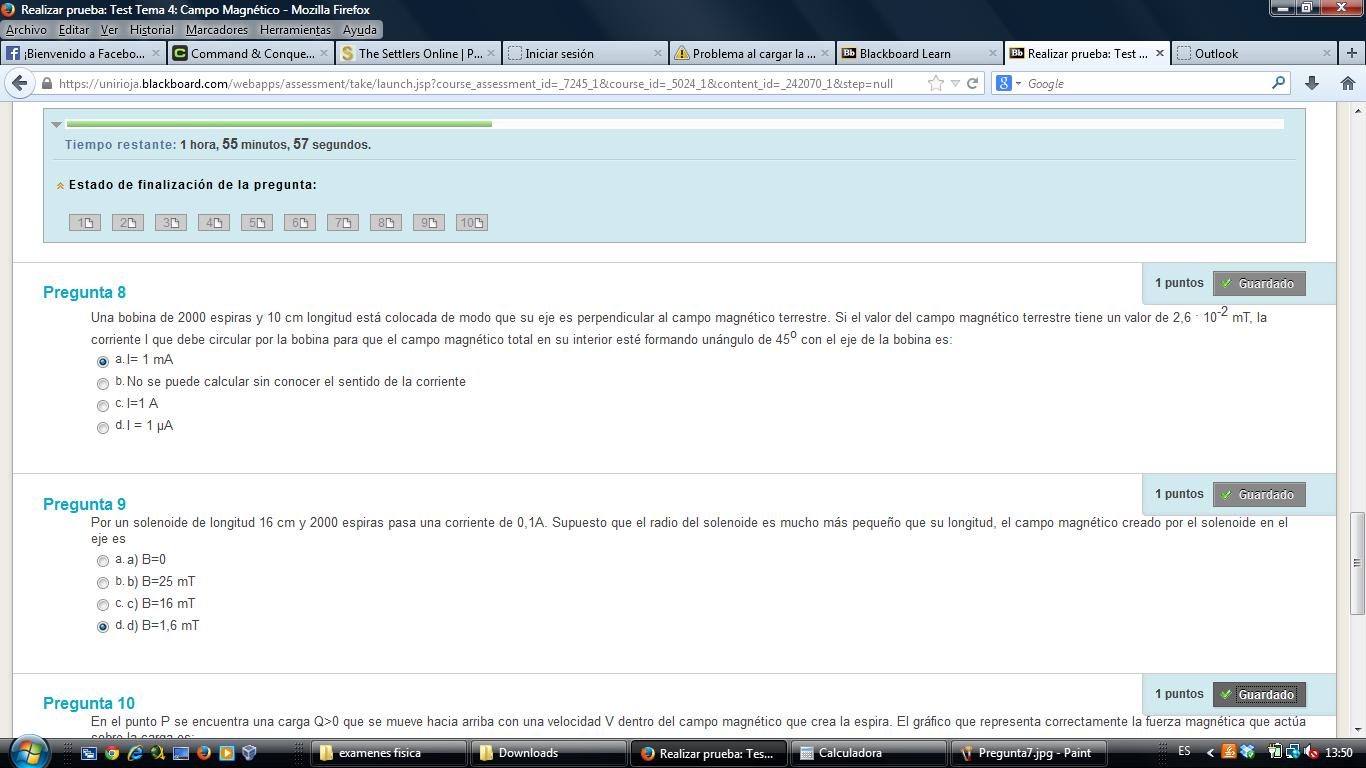 Realizar prueba: Test Tema 4: Campo Magnético - Mozilla Firefox
Archivo Editar Ver Historial Marcadores Herramientas Ayuda
¡Bienvenido a Facebo... Command & Conque... The Settlers Online | P... Iniciar sesión Problema al cargar la ... Blackboard Learn Realizar prueba: Test ... Outlook
https://unirioja.blackboard.com/webapps/assessment/take/launch.jsp?course_assessment_id=_7245_1&course_id=_5024_1&content_id=_242070_1&step=null Google
Tiempo restante: 1 hora, 55 minutos, 57 segundos.
Estado de finalización de la pregunta:
1 2 3 4 5 6 7 8 9 10
1 puntos Guardado
Pregunta 8
Una bobina de 2000 espiras y 10 cm longitud está colocada de modo que su eje es perpendicular al campo magnético terrestre. Si el valor del campo magnético terrestre tiene un valor de 2,6 · 10⁻² mT, la
corriente I que debe circular por la bobina para que el campo magnético total en su interior esté formando unángulo de 45º con el eje de la bobina es:
a. I= 1 mA
b. No se puede calcular sin conocer el sentido de la corriente
c. I=1 A
d. I = 1 µA
1 puntos Guardado
Pregunta 9
Por un solenoide de longitud 16 cm y 2000 espiras pasa una corriente de 0,1A. Supuesto que el radio del solenoide es mucho más pequeño que su longitud, el campo magnético creado por el solenoide en el
eje es
a. a) B=0
b. b) B=25 mT
c. c) B=16 mT
d. d) B=1,6 mT
1 puntos Guardado
Pregunta 10
En el punto P se encuentra una carga Q>0 que se mueve hacia arriba con una velocidad V dentro del campo magnético que crea la espira. El gráfico que representa correctamente la fuerza magnética que actúa
sobre la carga es:
examenes física Downloads Realizar prueba: Tes... Calculadora Pregunta7.jpg - Paint ES 13:50